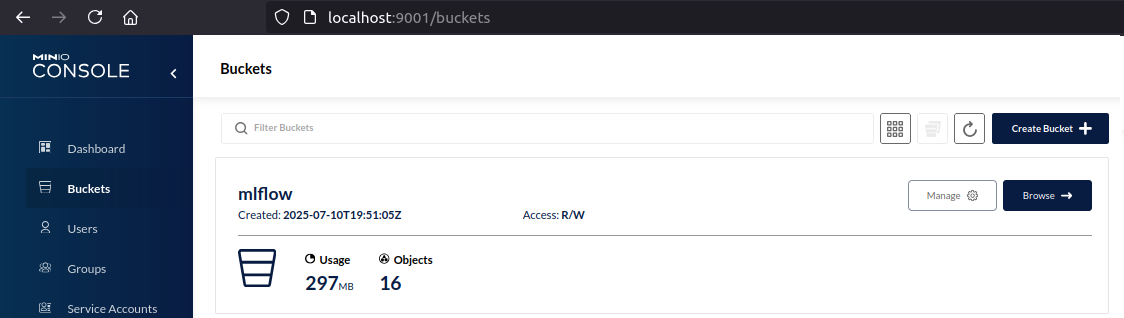 localhost:9001/buckets
MINIO
CONSOLE
Buckets
Filter Buckets
Create Bucket
Dashboard
Buckets
Users
Groups
Service Accounts
mlflow
Manage
Browse
Created: 2025-07-10T19:51:05Z
Access: R/W
Usage
Objects
297MB
16